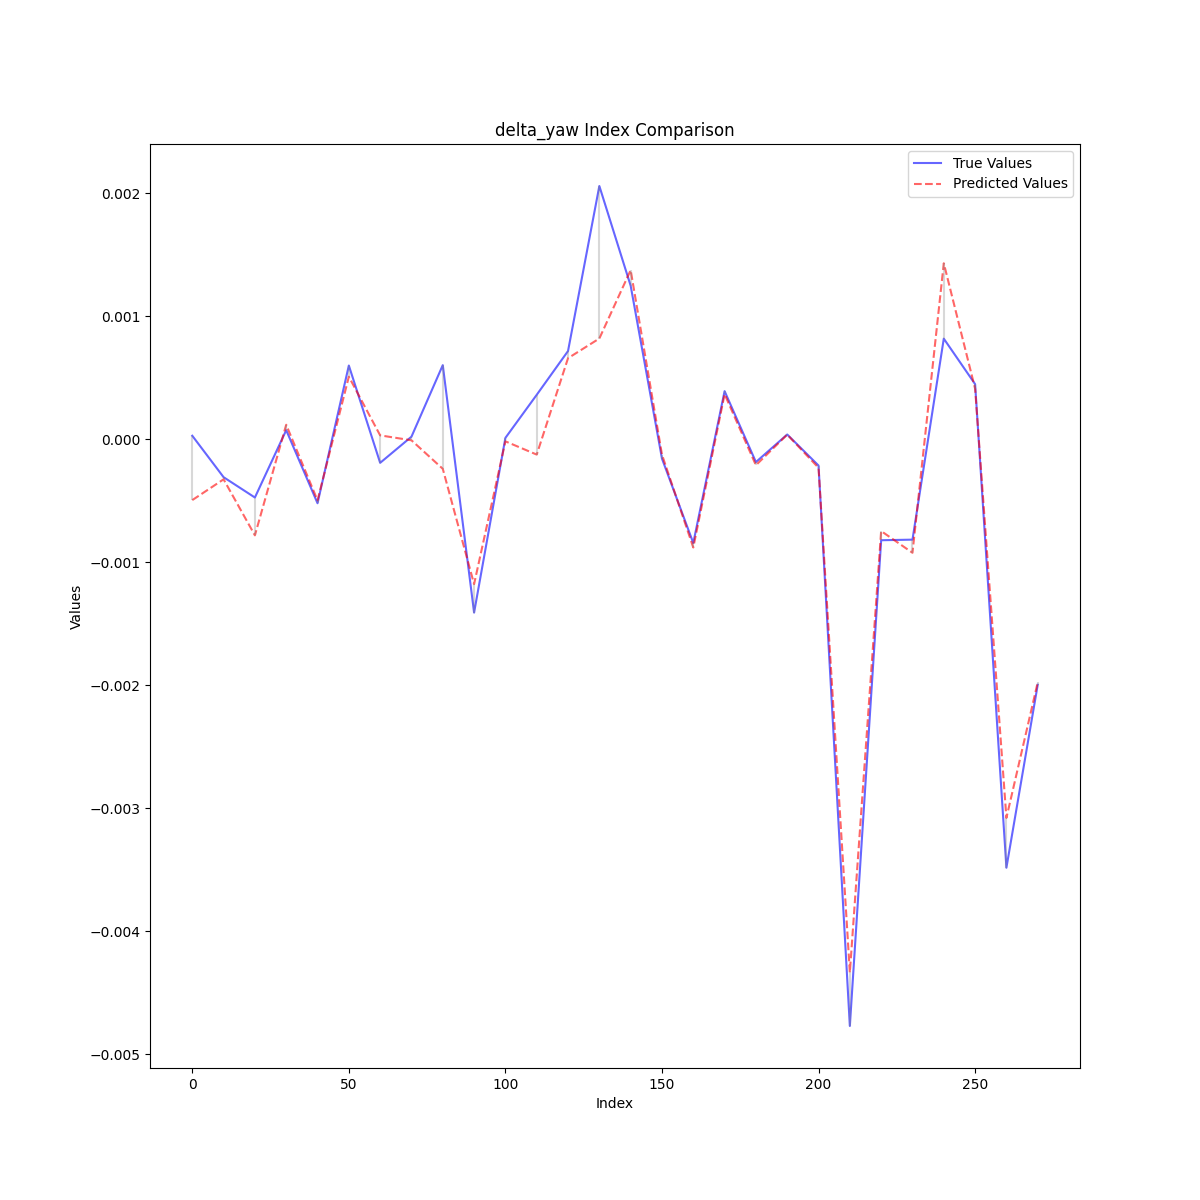 delta_yaw Index Comparison
True Values
Predicted Values
0.002
0.001
0.000
−0.001
−0.002
−0.003
−0.004
−0.005
Values
0 50 100 150 200 250
Index